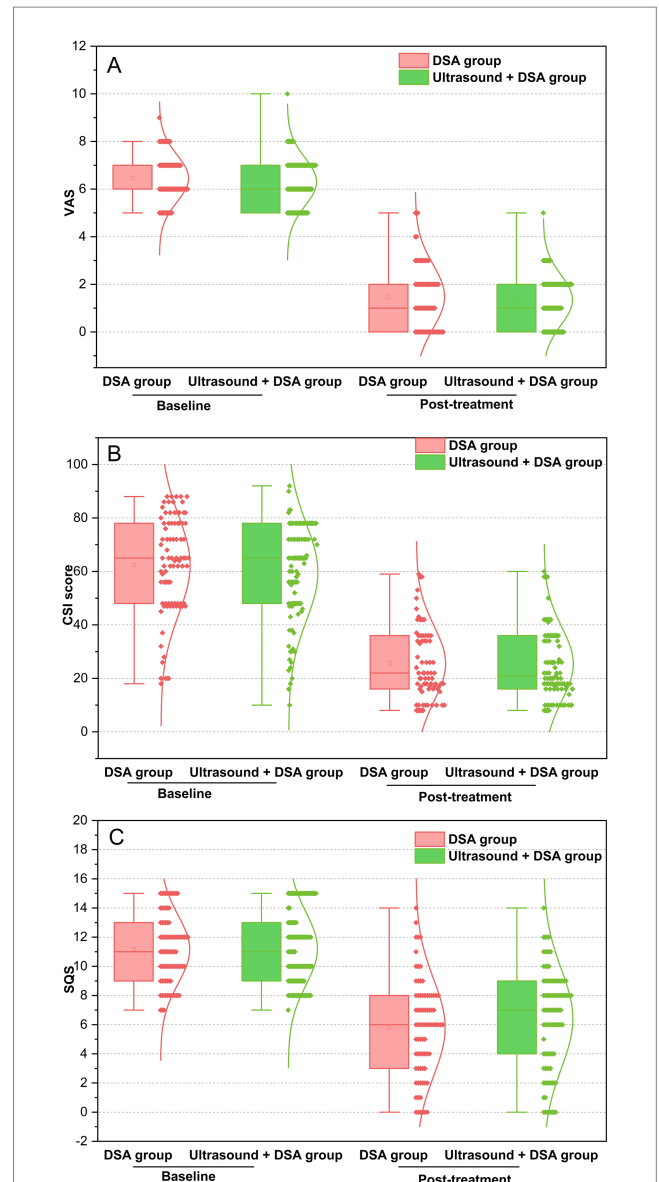 A
DSA group
Ultrasound + DSA group
12
10
8
6
4
2
0
VAS
DSA group Ultrasound + DSA group DSA group Ultrasound + DSA group
Baseline Post-treatment
B
DSA group
Ultrasound + DSA group
100
80
60
40
20
0
CSI score
DSA group Ultrasound + DSA group DSA group Ultrasound + DSA group
Baseline Post-treatment
C
DSA group
Ultrasound + DSA group
20
18
16
14
12
10
8
6
4
2
0
-2
SQS
DSA group Ultrasound + DSA group DSA group Ultrasound + DSA group
Baseline Post-treatment